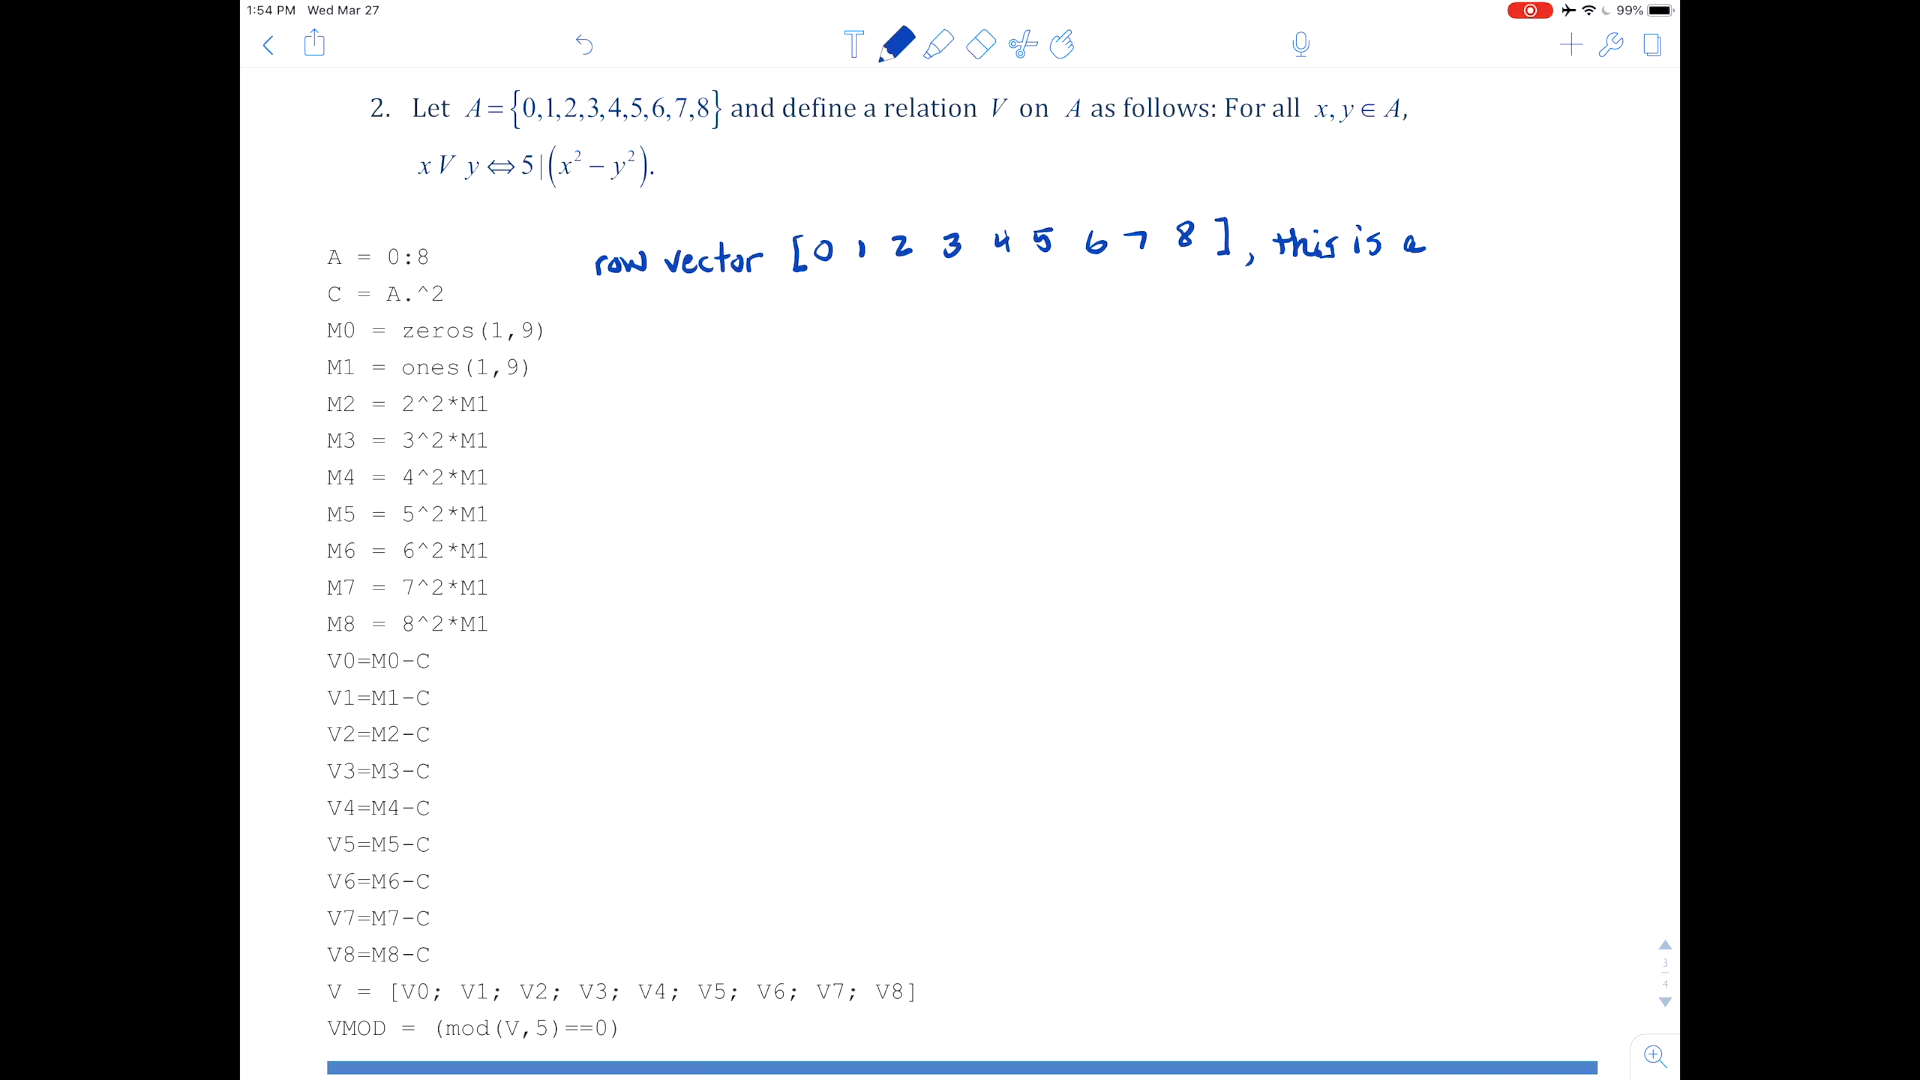 1:54 PM Wed Mar 27
99%
T
2. Let A={0,1,2,3,4,5,6,7,8} and define a relation V on A as follows: For all x, y ∈ A,
x V y ⇔ 5|(x² − y²).
A = 0:8
row vector [0 1 2 3 4 5 6 7 8], this is a
C = A.^2
M0 = zeros(1,9)
M1 = ones(1,9)
M2 = 2^2*M1
M3 = 3^2*M1
M4 = 4^2*M1
M5 = 5^2*M1
M6 = 6^2*M1
M7 = 7^2*M1
M8 = 8^2*M1
V0=M0-C
V1=M1-C
V2=M2-C
V3=M3-C
V4=M4-C
V5=M5-C
V6=M6-C
V7=M7-C
V8=M8-C
V = [V0; V1; V2; V3; V4; V5; V6; V7; V8]
VMOD = (mod(V,5)==0)
3
4